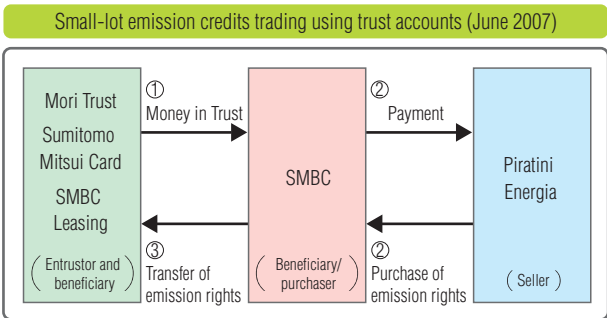 Small-lot emission credits trading using trust accounts (June 2007)
Mori Trust
Sumitomo
Mitsui Card
SMBC
Leasing
(Entrustor and
beneficiary)
①
Money in Trust
③
Transfer of
emission rights
SMBC
(Beneficiary/
purchaser)
②
Payment
②
Purchase of
emission rights
Piratini
Energia
(Seller)